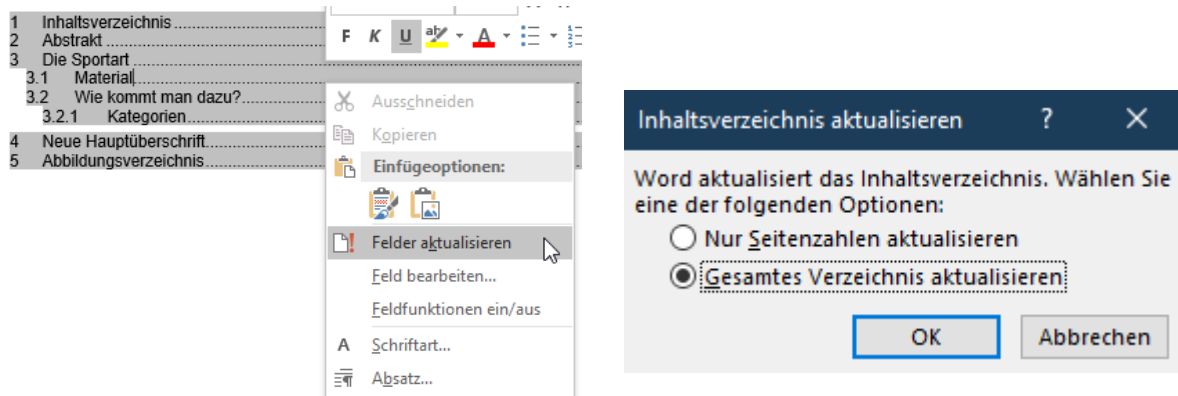 1 Inhaltsverzeichnis
2 Abstrakt
3 Die Sportart
3.1 Material
3.2 Wie kommt man dazu?
3.2.1 Kategorien
4 Neue Hauptüberschrift
5 Abbildungsverzeichnis
F K U ab A
Ausschneiden
Kopieren
Einfügeoptionen:
Felder aktualisieren
Feld bearbeiten...
Feldfunktionen ein/aus
A Schriftart...
Absatz...
Inhaltsverzeichnis aktualisieren ? ×
Word aktualisiert das Inhaltsverzeichnis. Wählen Sie
eine der folgenden Optionen:
Nur Seitenzahlen aktualisieren
Gesamtes Verzeichnis aktualisieren
OK Abbrechen